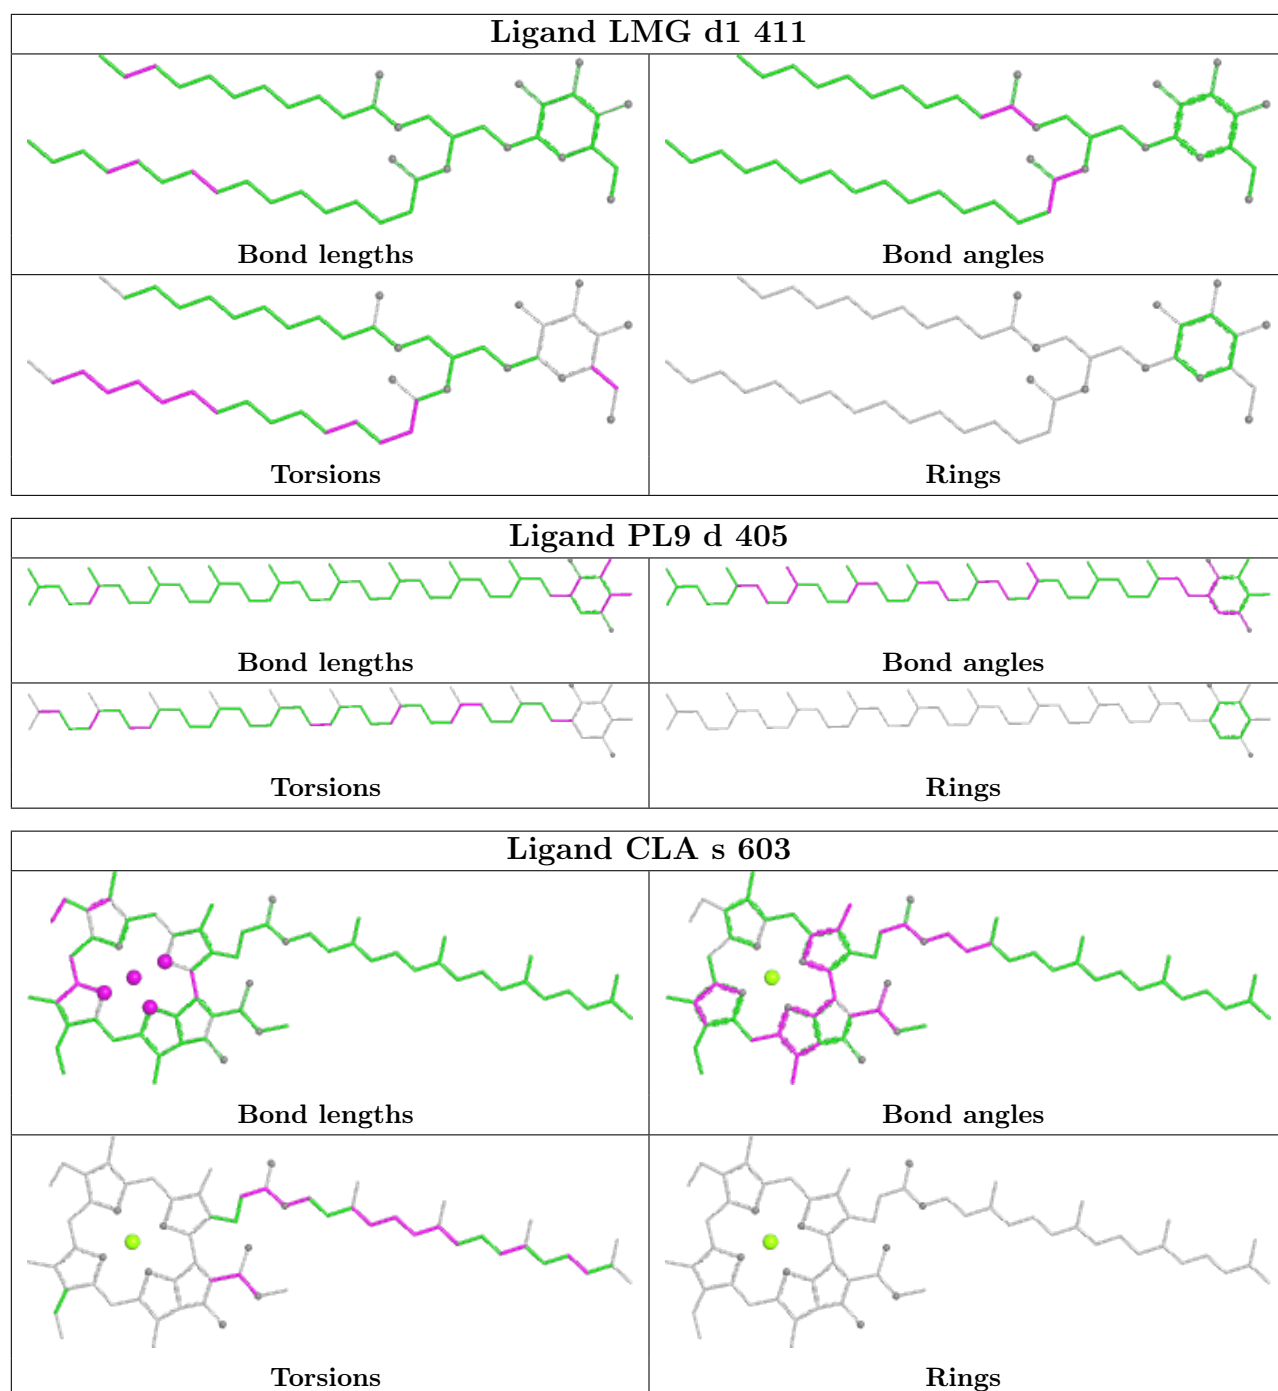 Ligand LMG d1 411
Bond lengths
Bond angles
Torsions
Rings
Ligand PL9 d 405
Bond lengths
Bond angles
Torsions
Rings
Ligand CLA s 603
Bond lengths
Bond angles
Torsions
Rings